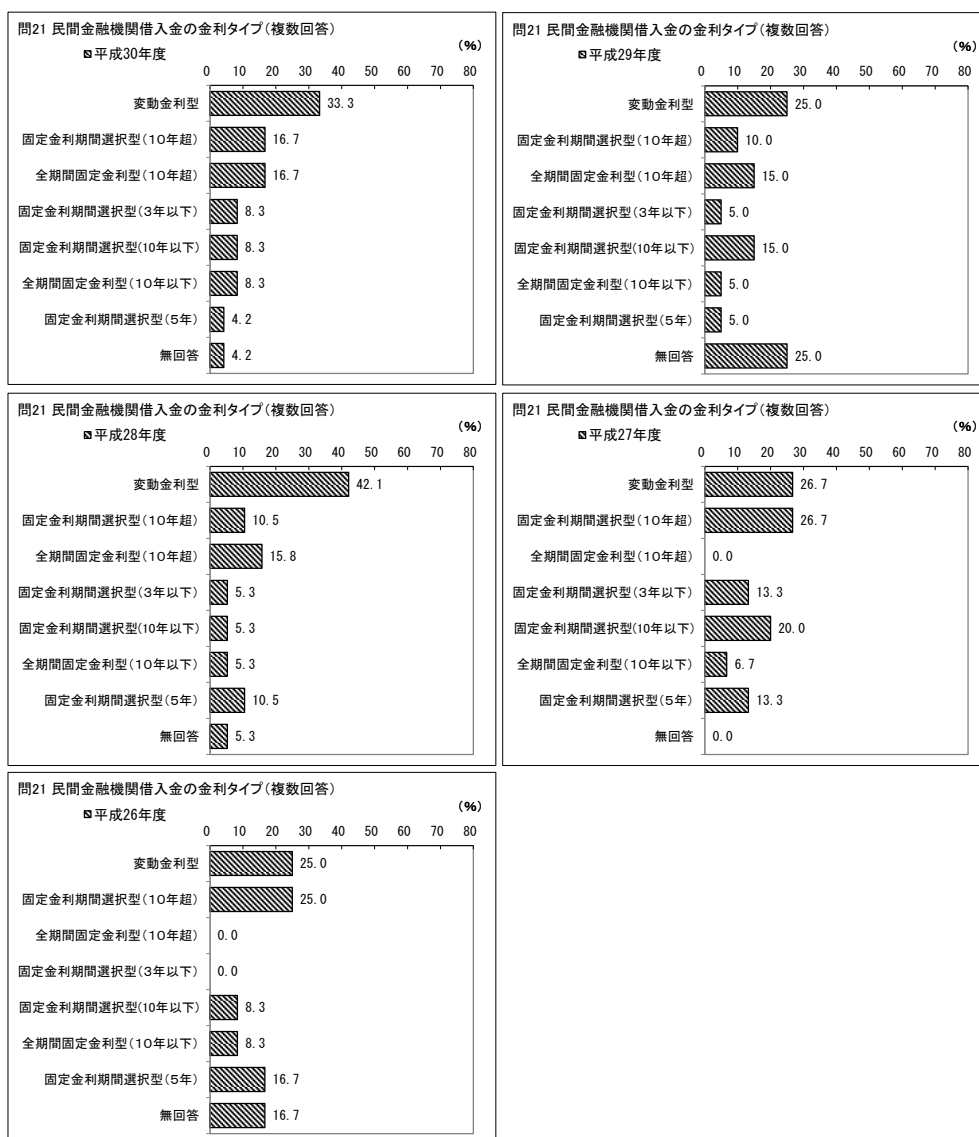 問21 民間金融機関借入金の金利タイプ(複数回答)
(%)
平成30年度
0 10 20 30 40 50 60 70 80
変動金利型 33.3
固定金利期間選択型(10年超) 16.7
全期間固定金利型(10年超) 16.7
固定金利期間選択型(3年以下) 8.3
固定金利期間選択型(10年以下) 8.3
全期間固定金利型(10年以下) 8.3
固定金利期間選択型(5年) 4.2
無回答 4.2
問21 民間金融機関借入金の金利タイプ(複数回答)
(%)
平成29年度
0 10 20 30 40 50 60 70 80
変動金利型 25.0
固定金利期間選択型(10年超) 10.0
全期間固定金利型(10年超) 15.0
固定金利期間選択型(3年以下) 5.0
固定金利期間選択型(10年以下) 15.0
全期間固定金利型(10年以下) 5.0
固定金利期間選択型(5年) 5.0
無回答 25.0
問21 民間金融機関借入金の金利タイプ(複数回答)
(%)
平成28年度
0 10 20 30 40 50 60 70 80
変動金利型 42.1
固定金利期間選択型(10年超) 10.5
全期間固定金利型(10年超) 15.8
固定金利期間選択型(3年以下) 5.3
固定金利期間選択型(10年以下) 5.3
全期間固定金利型(10年以下) 5.3
固定金利期間選択型(5年) 10.5
無回答 5.3
問21 民間金融機関借入金の金利タイプ(複数回答)
(%)
平成27年度
0 10 20 30 40 50 60 70 80
変動金利型 26.7
固定金利期間選択型(10年超) 26.7
全期間固定金利型(10年超) 0.0
固定金利期間選択型(3年以下) 13.3
固定金利期間選択型(10年以下) 20.0
全期間固定金利型(10年以下) 6.7
固定金利期間選択型(5年) 13.3
無回答 0.0
問21 民間金融機関借入金の金利タイプ(複数回答)
(%)
平成26年度
0 10 20 30 40 50 60 70 80
変動金利型 25.0
固定金利期間選択型(10年超) 25.0
全期間固定金利型(10年超) 0.0
固定金利期間選択型(3年以下) 0.0
固定金利期間選択型(10年以下) 8.3
全期間固定金利型(10年以下) 8.3
固定金利期間選択型(5年) 16.7
無回答 16.7